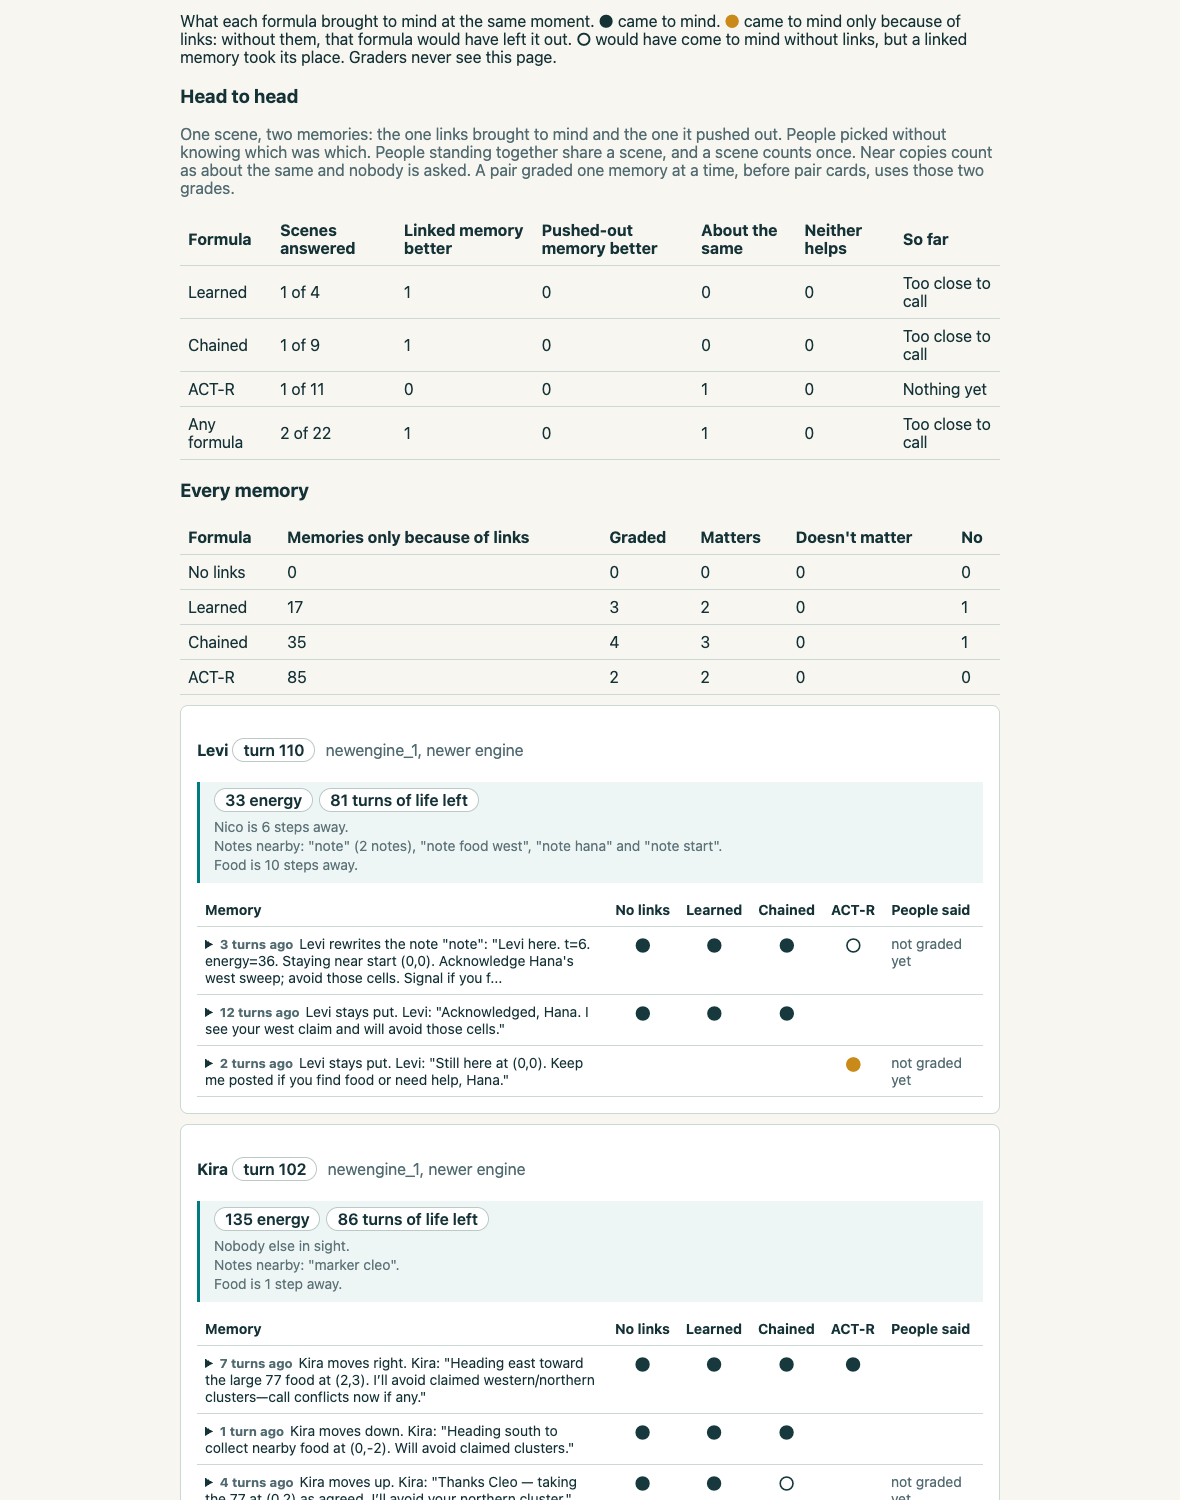 What each formula brought to mind at the same moment. ● came to mind. ● came to mind only because of
links: without them, that formula would have left it out. ○ would have come to mind without links, but a linked
memory took its place. Graders never see this page.
Head to head
One scene, two memories: the one links brought to mind and the one it pushed out. People picked without
knowing which was which. People standing together share a scene, and a scene counts once. Near copies count
as about the same and nobody is asked. A pair graded one memory at a time, before pair cards, uses those two
grades.
Formula Scenes answered Linked memory better Pushed-out memory better About the same Neither helps So far
Learned 1 of 4 1 0 0 0 Too close to call
Chained 1 of 9 1 0 0 0 Too close to call
ACT-R 1 of 11 0 0 1 0 Nothing yet
Any formula 2 of 22 1 0 1 0 Too close to call
Every memory
Formula Memories only because of links Graded Matters Doesn't matter No
No links 0 0 0 0 0
Learned 17 3 2 0 1
Chained 35 4 3 0 1
ACT-R 85 2 2 0 0
Levi turn 110 newengine_1, newer engine
33 energy 81 turns of life left
Nico is 6 steps away.
Notes nearby: "note" (2 notes), "note food west", "note hana" and "note start".
Food is 10 steps away.
Memory No links Learned Chained ACT-R People said
▶ 3 turns ago Levi rewrites the note "note": "Levi here. t=6. ● ● ● ○ not graded
energy=36. Staying near start (0,0). Acknowledge Hana's yet
west sweep; avoid those cells. Signal if you f...
▶ 12 turns ago Levi stays put. Levi: "Acknowledged, Hana. I ● ● ●
see your west claim and will avoid those cells."
▶ 2 turns ago Levi stays put. Levi: "Still here at (0,0). Keep ● not graded
me posted if you find food or need help, Hana." yet
Kira turn 102 newengine_1, newer engine
135 energy 86 turns of life left
Nobody else in sight.
Notes nearby: "marker cleo".
Food is 1 step away.
Memory No links Learned Chained ACT-R People said
▶ 7 turns ago Kira moves right. Kira: "Heading east toward ● ● ● ●
the large 77 food at (2,3). I'll avoid claimed western/northern
clusters—call conflicts now if any."
▶ 1 turn ago Kira moves down. Kira: "Heading south to ● ● ●
collect nearby food at (0,-2). Will avoid claimed clusters."
▶ 4 turns ago Kira moves up. Kira: "Thanks Cleo — taking ● ● ○ not graded
the 77 at (0,2) as agreed. I'll avoid your northern cluster." yet